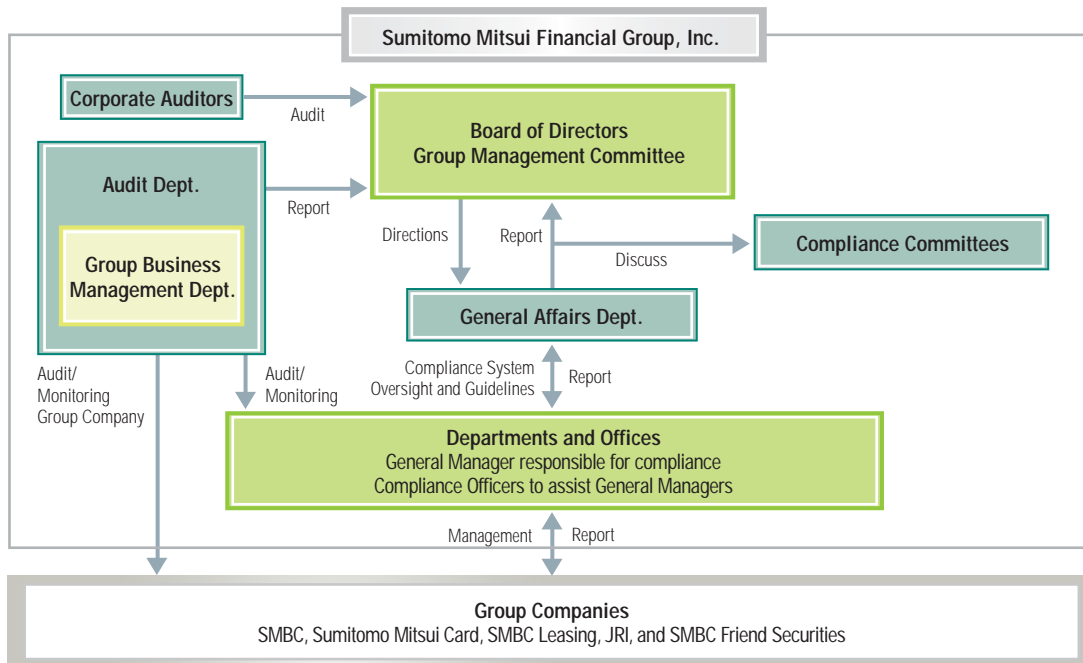 Sumitomo Mitsui Financial Group, Inc.
Corporate Auditors
Audit
Board of Directors
Group Management Committee
Audit Dept.
Report
Group Business
Management Dept.
Directions
Report
Discuss
Compliance Committees
General Affairs Dept.
Audit/
Monitoring
Group Company
Audit/
Monitoring
Compliance System
Oversight and Guidelines
Report
Departments and Offices
General Manager responsible for compliance
Compliance Officers to assist General Managers
Management
Report
Group Companies
SMBC, Sumitomo Mitsui Card, SMBC Leasing, JRI, and SMBC Friend Securities